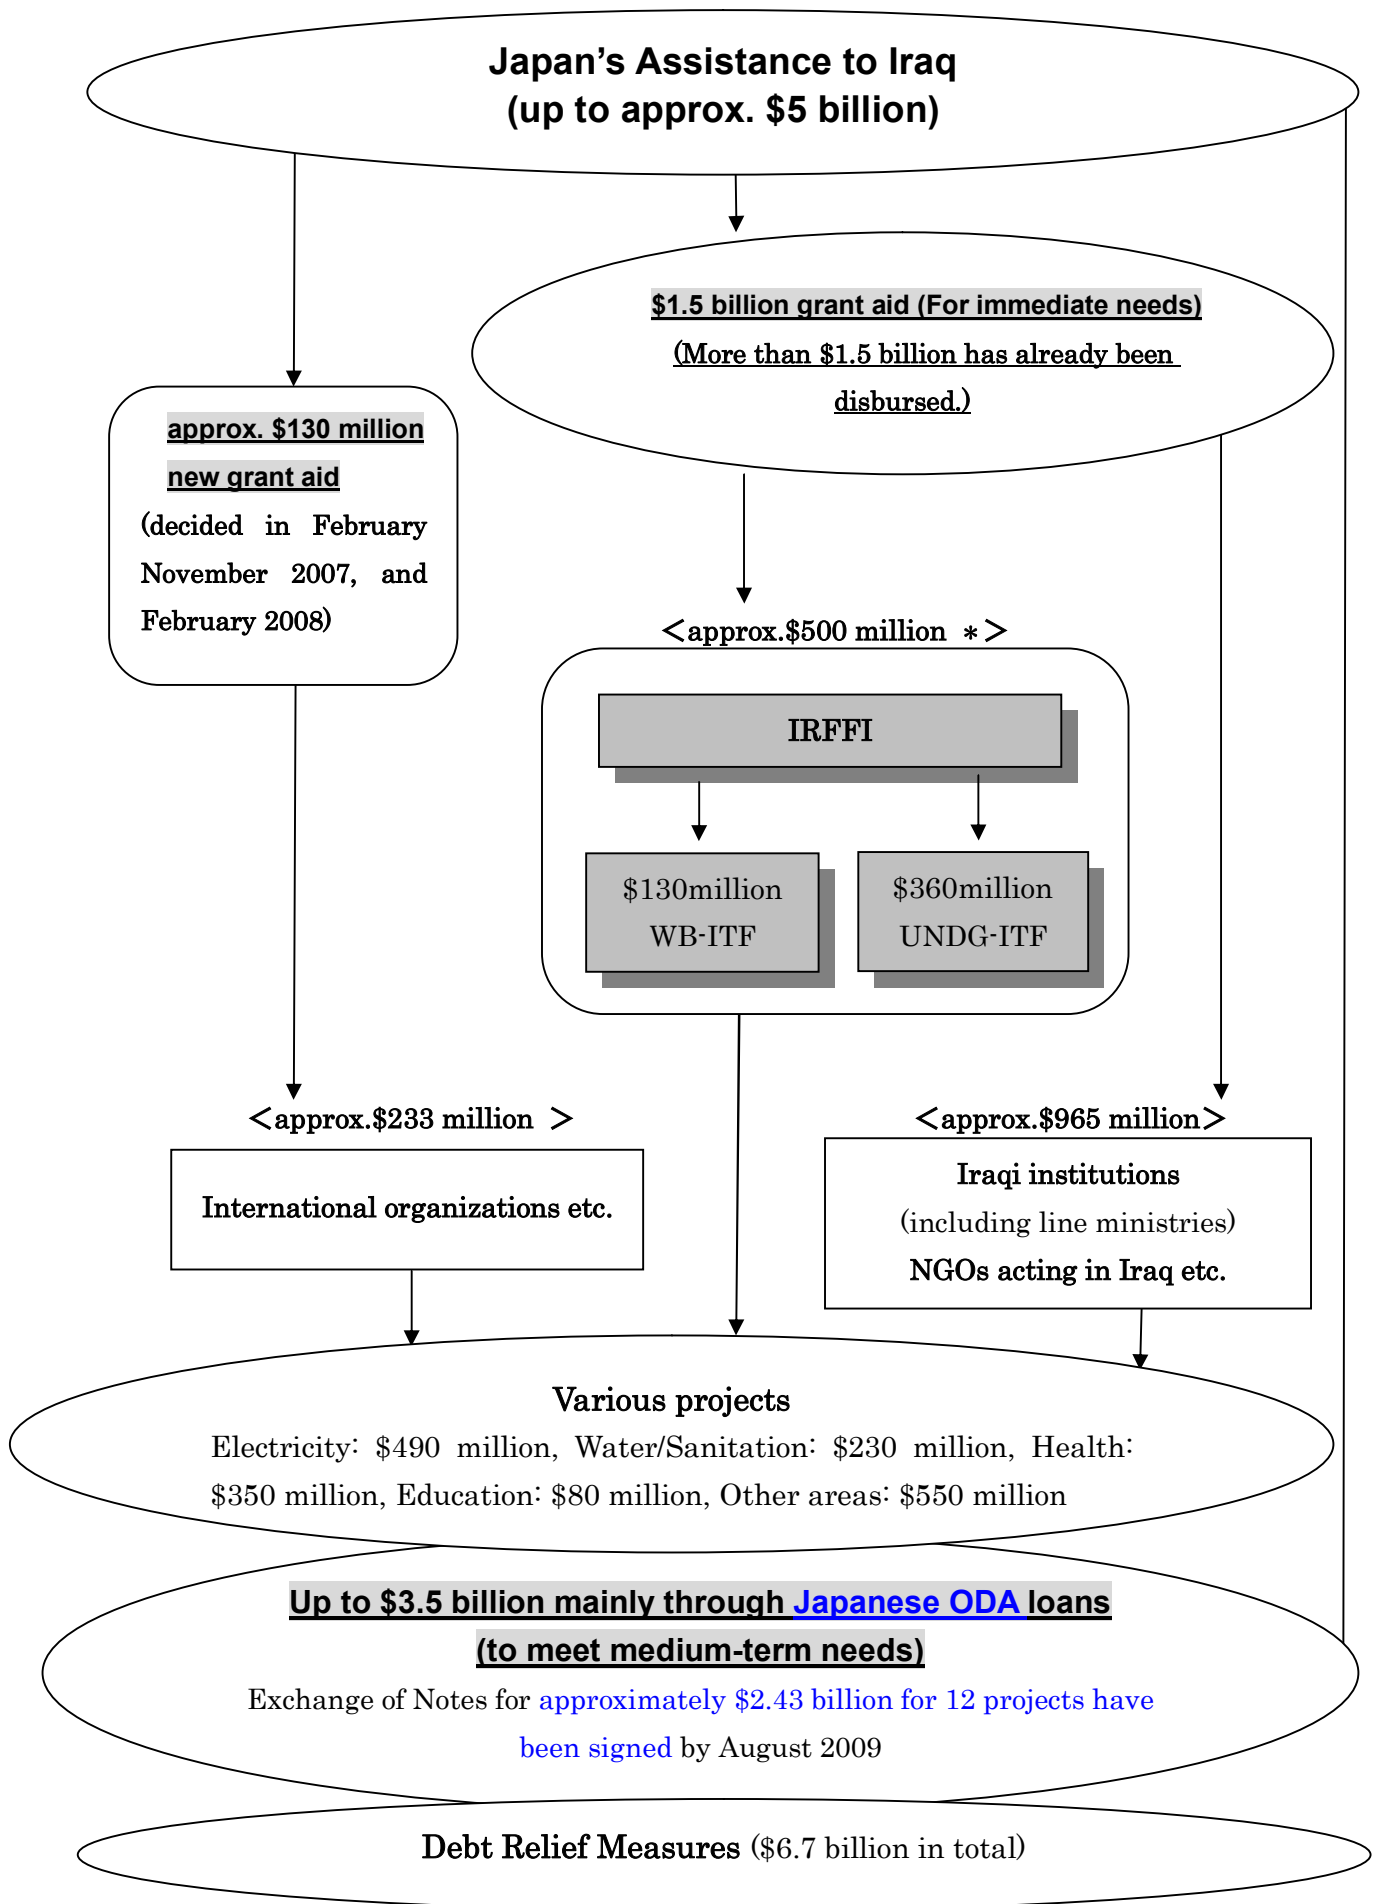 Japan’s Assistance to Iraq
(up to approx. $5 billion)
$1.5 billion grant aid (For immediate needs)
(More than $1.5 billion has already been
disbursed.)
approx. $130 million
new grant aid
(decided in February
November 2007, and
February 2008)
<approx.$500 million *>
IRFFI
$130million
WB-ITF
$360million
UNDG-ITF
<approx.$233 million >
International organizations etc.
<approx.$965 million>
Iraqi institutions
(including line ministries)
NGOs acting in Iraq etc.
Various projects
Electricity: $490 million, Water/Sanitation: $230 million, Health:
$350 million, Education: $80 million, Other areas: $550 million
Up to $3.5 billion mainly through Japanese ODA loans
(to meet medium-term needs)
Exchange of Notes for approximately $2.43 billion for 12 projects have
been signed by August 2009
Debt Relief Measures ($6.7 billion in total)